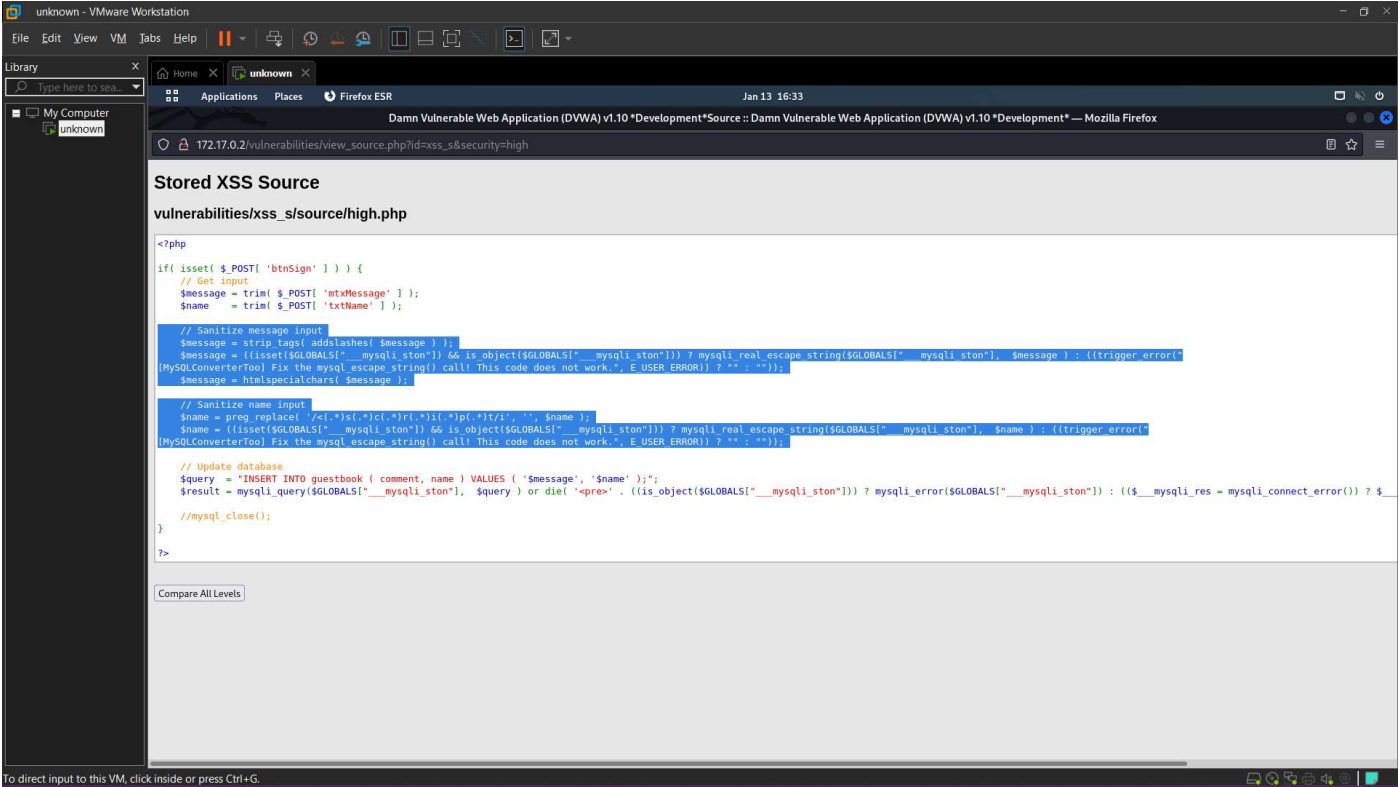 unknown - VMware Workstation
File Edit View VM Tabs Help
Library X
Type here to sea...
My Computer
unknown
Home X unknown X
Applications Places Firefox ESR Jan 13 16:33
Damn Vulnerable Web Application (DVWA) v1.10 *Development*Source :: Damn Vulnerable Web Application (DVWA) v1.10 *Development* — Mozilla Firefox
172.17.0.2/vulnerabilities/view_source.php?id=xss_s&security=high
Stored XSS Source
vulnerabilities/xss_s/source/high.php
<?php
if( isset( $_POST[ 'btnSign' ] ) ) {
// Get input
$message = trim( $_POST[ 'mtxMessage' ] );
$name = trim( $_POST[ 'txtName' ] );
// Sanitize message input
$message = strip_tags( addslashes( $message ) );
$message = ((isset($GLOBALS["___mysqli_ston"]) && is_object($GLOBALS["___mysqli_ston"])) ? mysqli_real_escape_string($GLOBALS["___mysqli_ston"], $message ) : ((trigger_error("
[MySQLConverterToo] Fix the mysql_escape_string() call! This code does not work.", E_USER_ERROR)) ? "" : ""));
$message = htmlspecialchars( $message );
// Sanitize name input
$name = preg_replace( '/<(.*)s(.*)c(.*)r(.*)i(.*)p(.*)t/i', '', $name );
$name = ((isset($GLOBALS["___mysqli_ston"]) && is_object($GLOBALS["___mysqli_ston"])) ? mysqli_real_escape_string($GLOBALS["___mysqli_ston"], $name ) : ((trigger_error("
[MySQLConverterToo] Fix the mysql_escape_string() call! This code does not work.", E_USER_ERROR)) ? "" : ""));
// Update database
$query = "INSERT INTO guestbook ( comment, name ) VALUES ( '$message', '$name' );";
$result = mysqli_query($GLOBALS["___mysqli_ston"], $query ) or die( '<pre>' . ((is_object($GLOBALS["___mysqli_ston"])) ? mysqli_error($GLOBALS["___mysqli_ston"]) : (($___mysqli_res = mysqli_connect_error()) ? $__
//mysql_close();
}
?>
Compare All Levels
To direct input to this VM, click inside or press Ctrl+G.